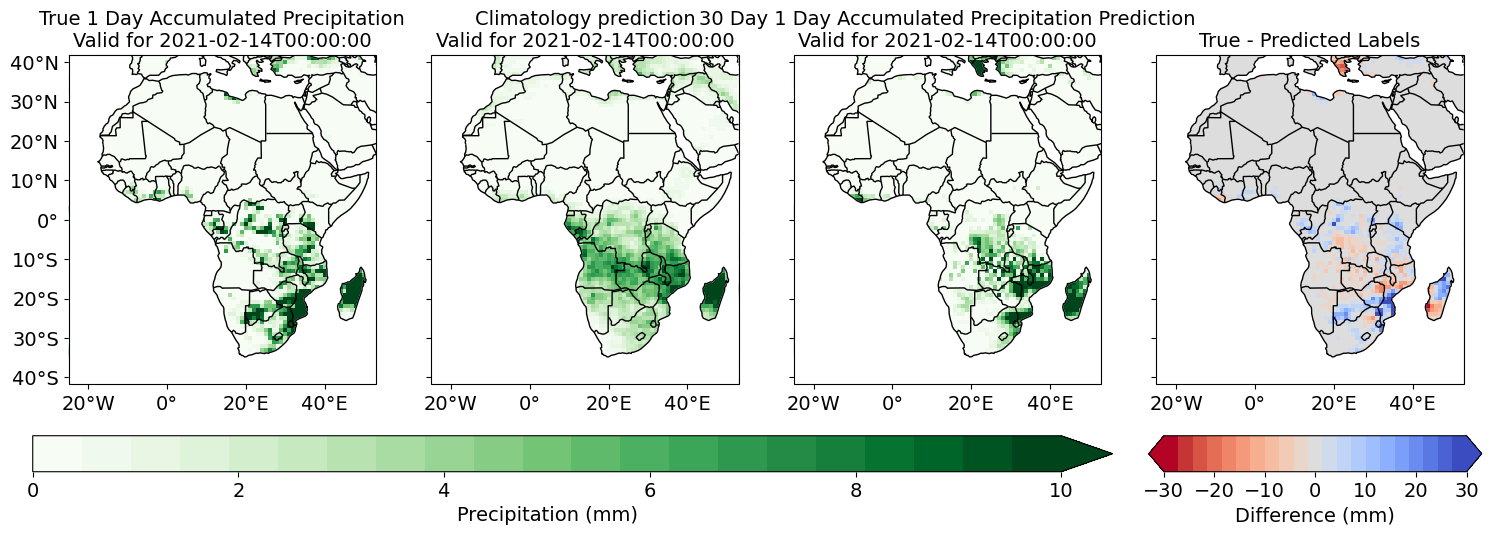 True 1 Day Accumulated Precipitation
Valid for 2021-02-14T00:00:00
Climatology prediction
Valid for 2021-02-14T00:00:00
30 Day 1 Day Accumulated Precipitation Prediction
Valid for 2021-02-14T00:00:00
True - Predicted Labels
40°N
30°N
20°N
10°N
0°
10°S
20°S
30°S
40°S
20°W 0° 20°E 40°E
20°W 0° 20°E 40°E
20°W 0° 20°E 40°E
20°W 0° 20°E 40°E
0 2 4 6 8 10
Precipitation (mm)
−30 −20 −10 0 10 20 30
Difference (mm)